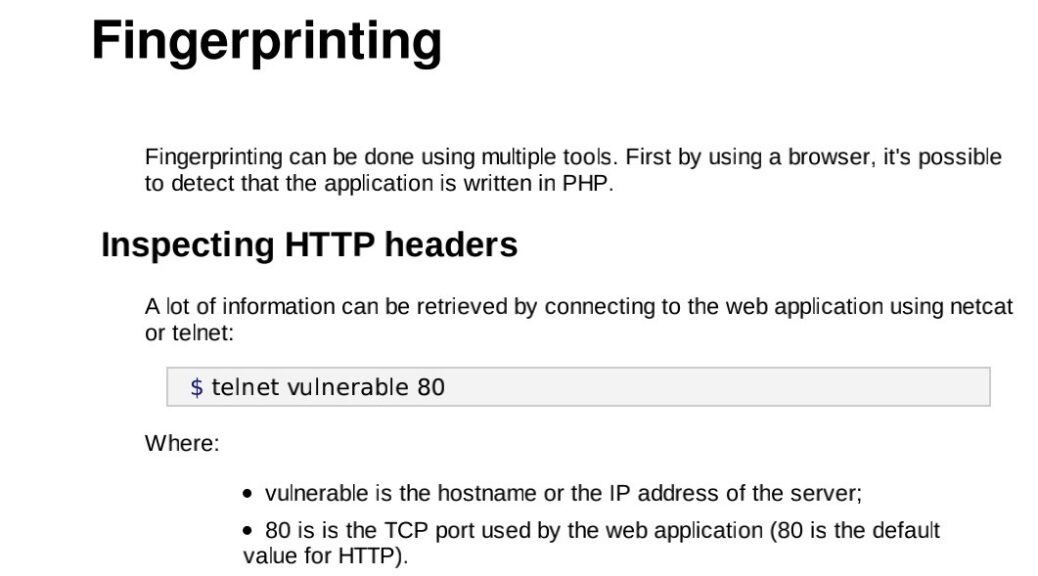 Fingerprinting
Fingerprinting can be done using multiple tools. First by using a browser, it's possible
to detect that the application is written in PHP.
Inspecting HTTP headers
A lot of information can be retrieved by connecting to the web application using netcat
or telnet:
$ telnet vulnerable 80
Where:
• vulnerable is the hostname or the IP address of the server;
• 80 is is the TCP port used by the web application (80 is the default
value for HTTP).